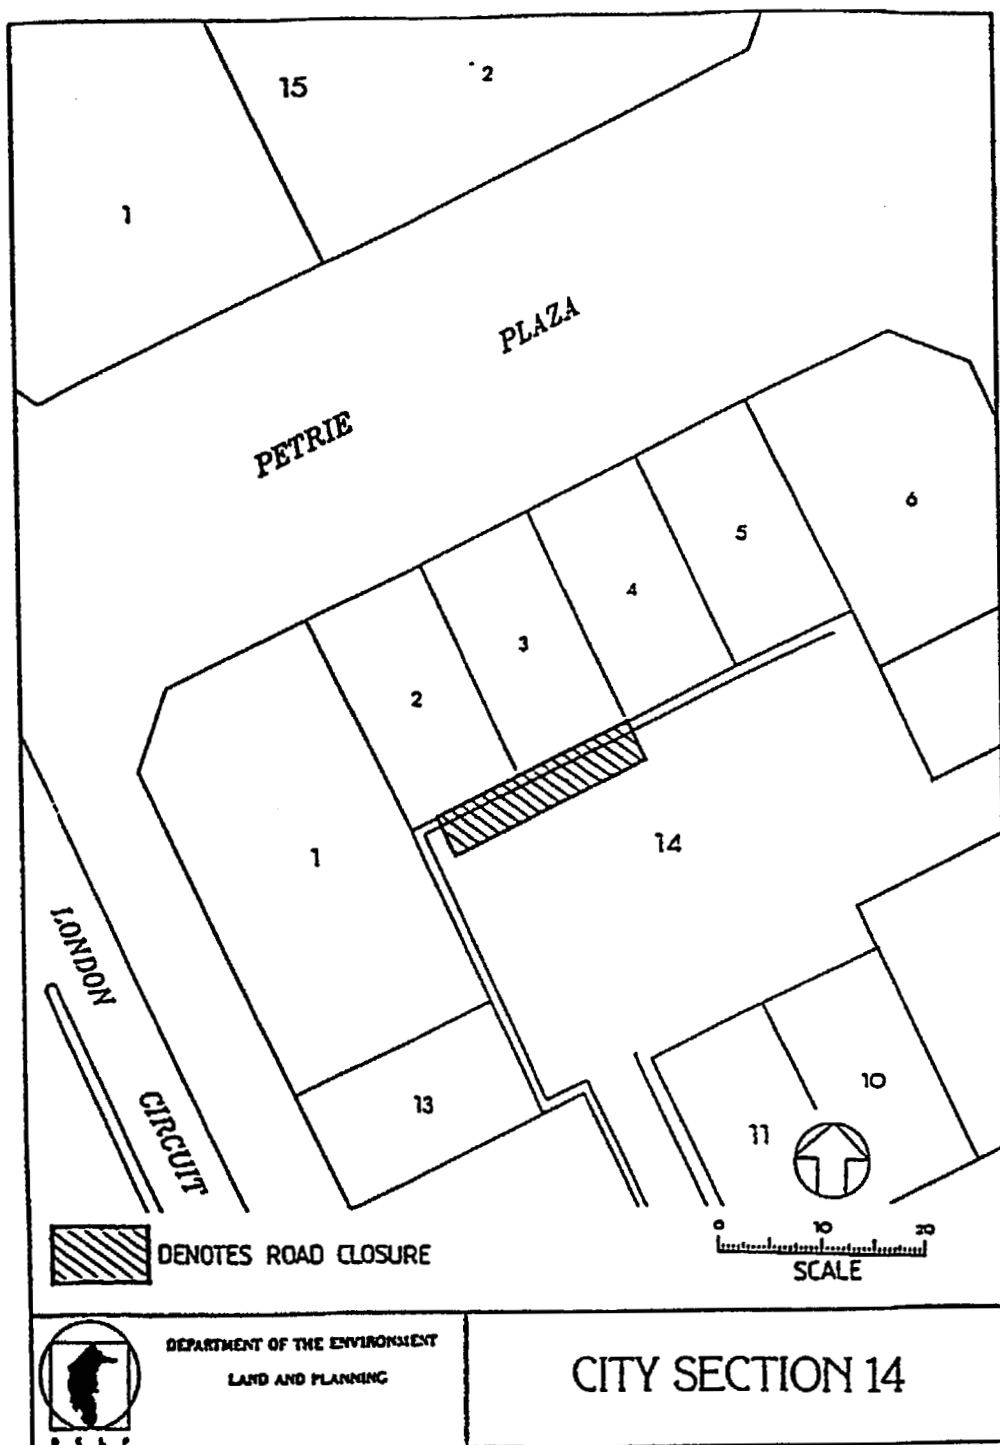 15
2
1
PLAZA
PETRIE
6
5
4
3
2
1
14
LONDON
CIRCUIT
13
10
11
0 10 20
SCALE
DENOTES ROAD CLOSURE
DEPARTMENT OF THE ENVIRONMENT
LAND AND PLANNING
CITY SECTION 14